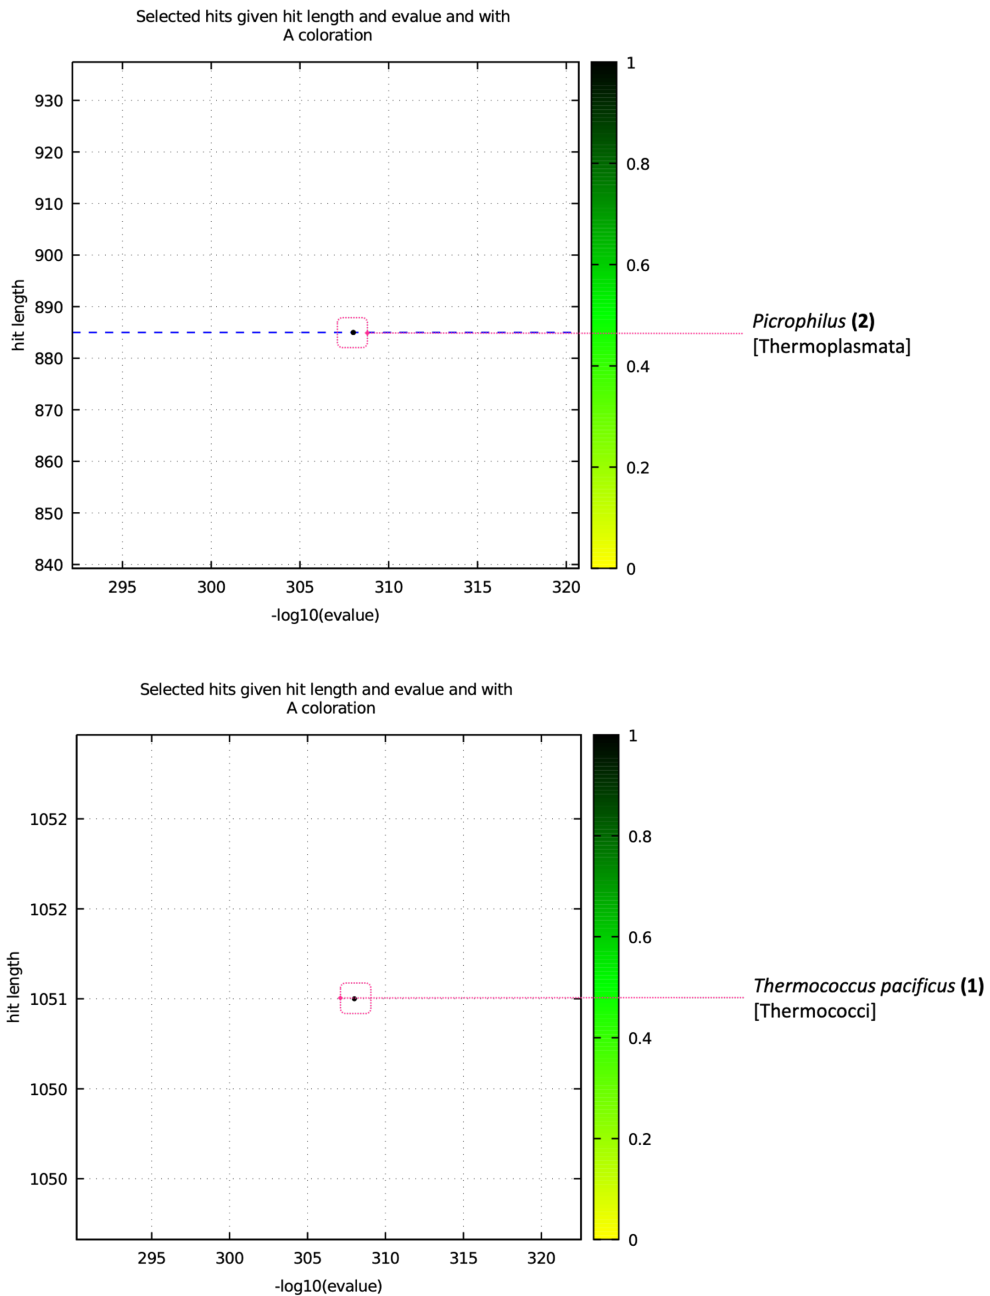 Selected hits given hit length and evalue and with
A coloration
930
920
910
900
890
880
870
860
850
840
hit length
295 300 305 310 315 320
-log10(evalue)
1
0.8
0.6
0.4
0.2
0
Picrophilus (2)
[Thermoplasmata]
Selected hits given hit length and evalue and with
A coloration
1052
1052
1051
1050
1050
hit length
295 300 305 310 315 320
-log10(evalue)
1
0.8
0.6
0.4
0.2
0
Thermococcus pacificus (1)
[Thermococci]